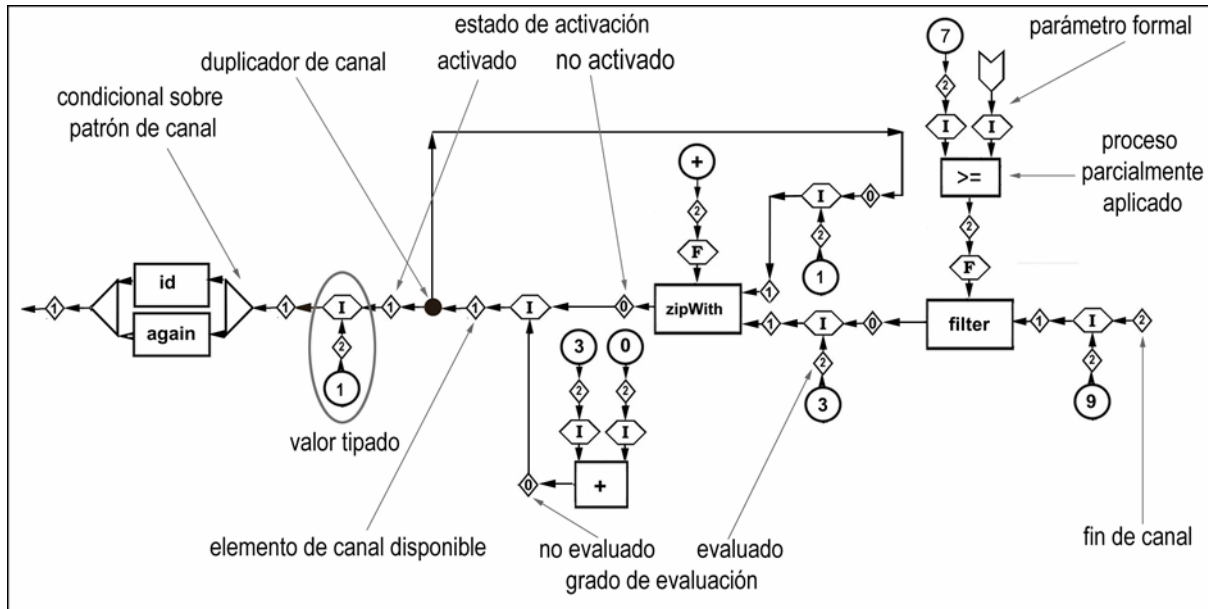 estado de activación
duplicador de canal
activado
no activado
parámetro formal
condicional sobre
patrón de canal
7
2
I
I
>=
2
F
proceso
parcialmente
aplicado
+
2
F
zipWith
I
0
2
1
1
1
I
0
2
3
filter
1
I
2
2
9
id
again
1
1
I
2
1
1
1
I
0
3
0
2
2
I
I
+
0
valor tipado
elemento de canal disponible
no evaluado
evaluado
grado de evaluación
fin de canal